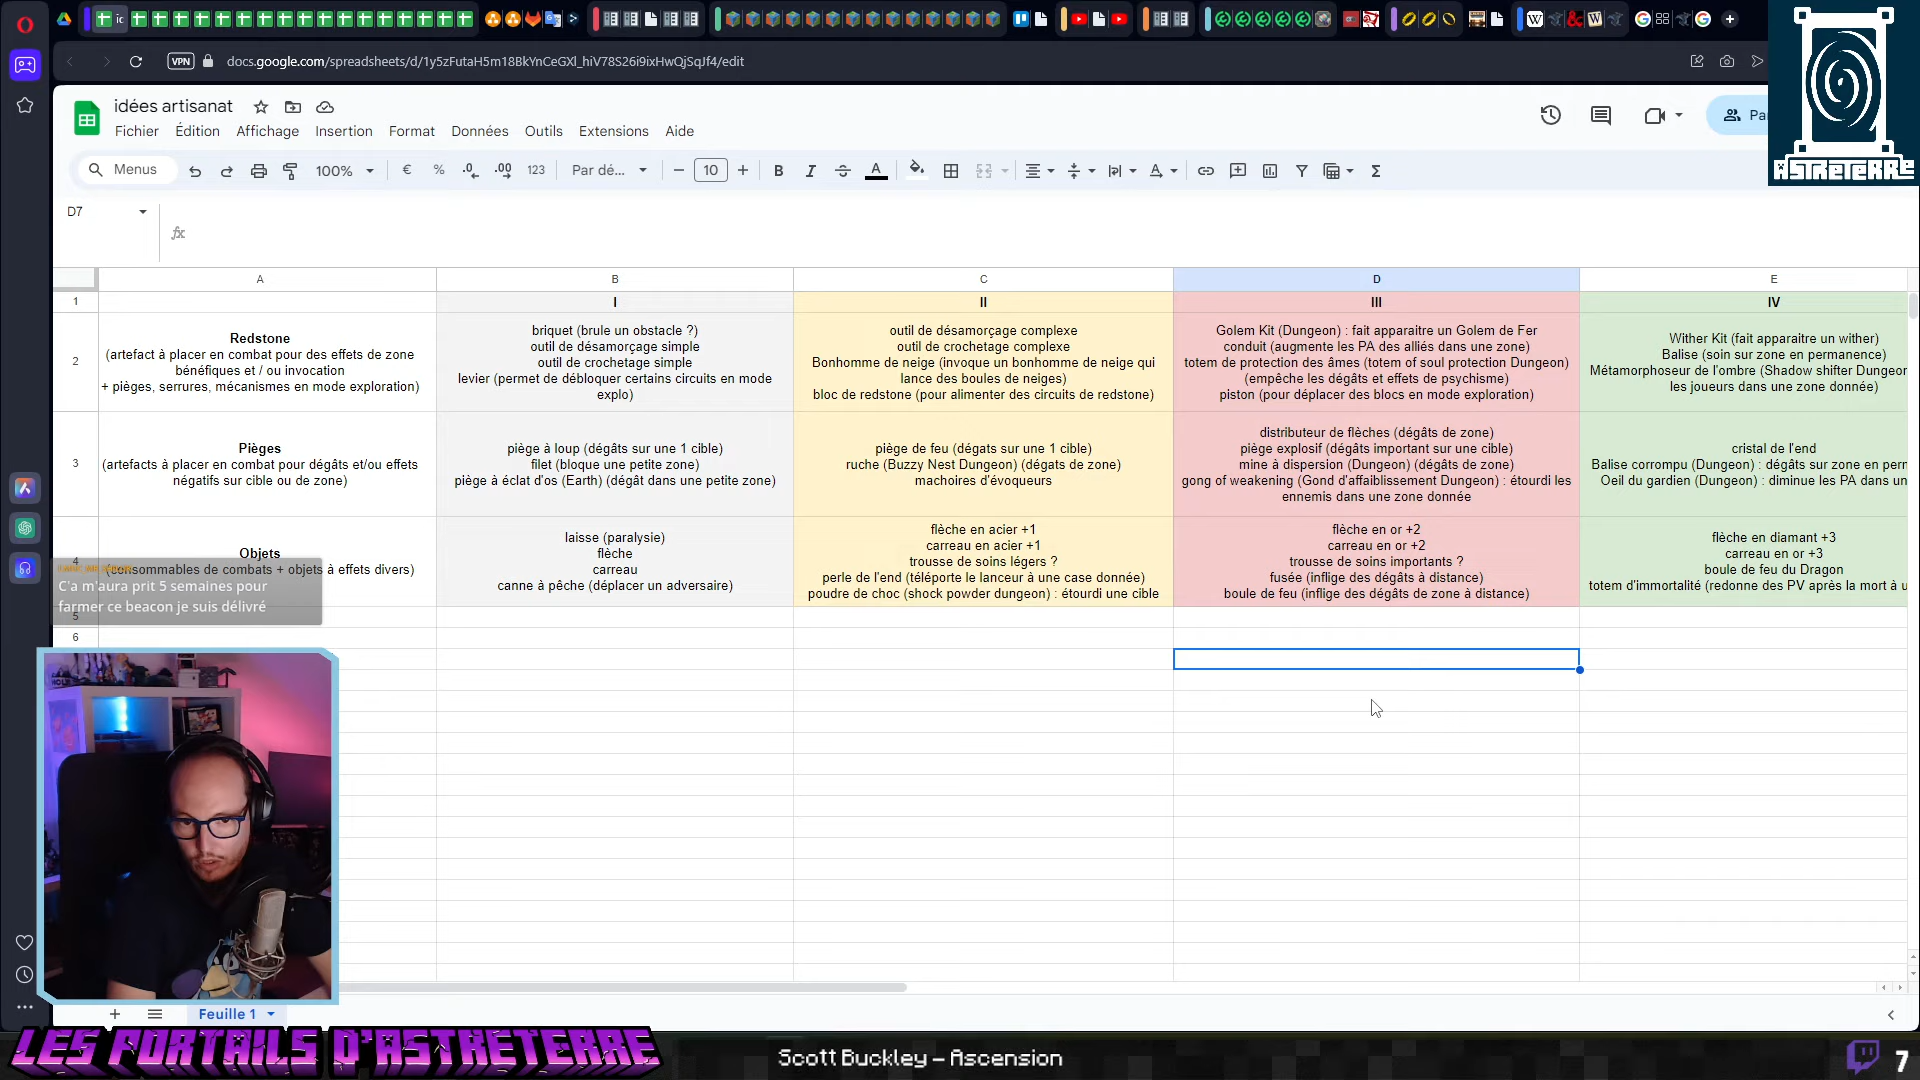 ic
VPN
docs.google.com/spreadsheets/d/1y5zFutaH5m18BkYnCeGXl_hiV78S26i9ixHwQjSqJf4/edit
ASTRETERRE
idées artisanat
Fichier Édition Affichage Insertion Format Données Outils Extensions Aide
Menus 100% € % .0 .00 123 Par dé... − 10 + B I A Σ
D7
fx
A B C D E
1 I II III IV
2
Redstone
(artefact à placer en combat pour des effets de zone
bénéfiques et / ou invocation
+ pièges, serrures, mécanismes en mode exploration)
briquet (brule un obstacle ?)
outil de désamorçage simple
outil de crochetage simple
levier (permet de débloquer certains circuits en mode
explo)
outil de désamorçage complexe
outil de crochetage complexe
Bonhomme de neige (invoque un bonhomme de neige qui
lance des boules de neiges)
bloc de redstone (pour alimenter des circuits de redstone)
Golem Kit (Dungeon) : fait apparaitre un Golem de Fer
conduit (augmente les PA des alliés dans une zone)
totem de protection des âmes (totem of soul protection Dungeon)
(empêche les dégâts et effets de psychisme)
piston (pour déplacer des blocs en mode exploration)
Wither Kit (fait apparaitre un wither)
Balise (soin sur zone en permanence)
Métamorphoseur de l'ombre (Shadow shifter Dungeor
les joueurs dans une zone donnée)
3
Pièges
(artefacts à placer en combat pour dégâts et/ou effets
négatifs sur cible ou de zone)
piège à loup (dégâts sur une 1 cible)
filet (bloque une petite zone)
piège à éclat d'os (Earth) (dégât dans une petite zone)
piège de feu (dégats sur une 1 cible)
ruche (Buzzy Nest Dungeon) (dégats de zone)
machoires d'évoqueurs
distributeur de flèches (dégâts de zone)
piège explosif (dégâts important sur une cible)
mine à dispersion (Dungeon) (dégâts de zone)
gong of weakening (Gond d'affaiblissement Dungeon) : étourdi les
ennemis dans une zone donnée
cristal de l'end
Balise corrompu (Dungeon) : dégâts sur zone en perr
Oeil du gardien (Dungeon) : diminue les PA dans un
4
Objets
(consommables de combats + objets à effets divers)
laisse (paralysie)
flèche
carreau
canne à pêche (déplacer un adversaire)
flèche en acier +1
carreau en acier +1
trousse de soins légers ?
perle de l'end (téléporte le lanceur à une case donnée)
poudre de choc (shock powder dungeon) : étourdi une cible
flèche en or +2
carreau en or +2
trousse de soins importants ?
fusée (inflige des dégâts à distance)
boule de feu (inflige des dégâts de zone à distance)
flèche en diamant +3
carreau en or +3
boule de feu du Dragon
totem d'immortalité (redonne des PV après la mort à u
C'a m'aura prit 5 semaines pour
farmer ce beacon je suis délivré
5
6
Feuille 1
LES PORTAILS D'ASTRETERRE
Scott Buckley – Ascension
7